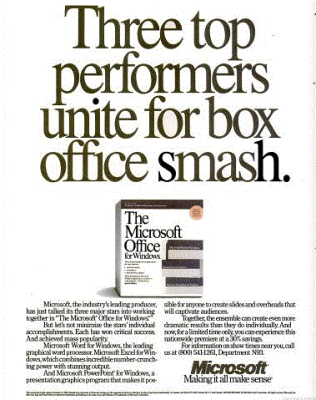 Three top
performers
unite for box
office smash.
The
Microsoft
Office
for Windows.
Microsoft, the industry's leading producer,
has just talked its three major stars into working
together in "The Microsoft Office for Windows."
But let's not minimize the stars' individual
accomplishments. Each has won critical success.
And achieved mass popularity.
Microsoft Word for Windows, the leading
graphical word processor. Microsoft Excel for Win-
dows, which combines incredible number-crunch-
ing power with stunning output.
And Microsoft PowerPoint for Windows, a
presentation graphics program that makes it pos-
sible for anyone to create slides and overheads that
will captivate audiences.
Together, the ensemble can create even more
dramatic results than they do individually. And
now, for a limited time only, you can experience this
nationwide premiere at a 30% savings.
For information on show times near you, call
us at (800) 541-1261, Department N93.
Microsoft
Making it all make sense